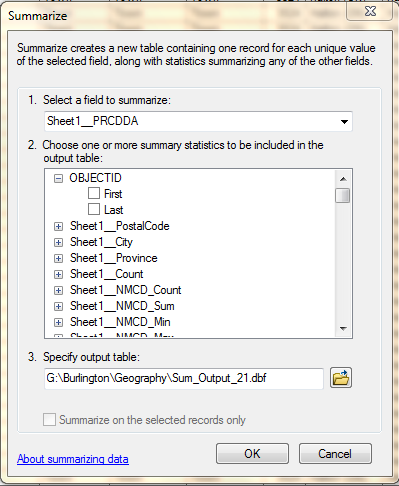 Summarize
Summarize creates a new table containing one record for each unique value
of the selected field, along with statistics summarizing any of the other fields.
1. Select a field to summarize:
Sheet1__PRCDDA
2. Choose one or more summary statistics to be included in the
output table:
OBJECTID
First
Last
Sheet1__PostalCode
Sheet1__City
Sheet1__Province
Sheet1__Count
Sheet1__NMCD_Count
Sheet1__NMCD_Sum
Sheet1__NMCD_Min
Sheet1__NMCD_Max
3. Specify output table:
G:\Burlington\Geography\Sum_Output_21.dbf
Summarize on the selected records only
About summarizing data
OK
Cancel